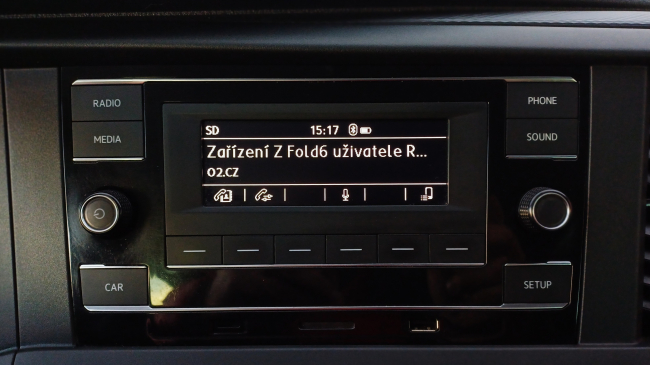 RADIO
MEDIA
CAR
SD 15:17
Zařízení Z Fold6 uživatele R...
O2.CZ
PHONE
SOUND
SETUP